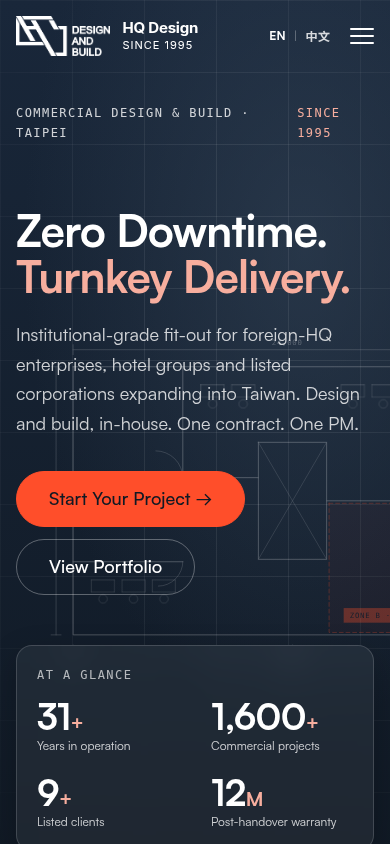 DESIGN
AND
BUILD
HQ Design
SINCE 1995
EN | 中文
COMMERCIAL DESIGN & BUILD ·
TAIPEI
SINCE
1995
Zero Downtime.
Turnkey Delivery.
Institutional-grade fit-out for foreign-HQ
enterprises, hotel groups and listed
corporations expanding into Taiwan. Design
and build, in-house. One contract. One PM.
Start Your Project →
View Portfolio
ZONE B
AT A GLANCE
31+
Years in operation
1,600+
Commercial projects
9+
Listed clients
12M
Post-handover warranty